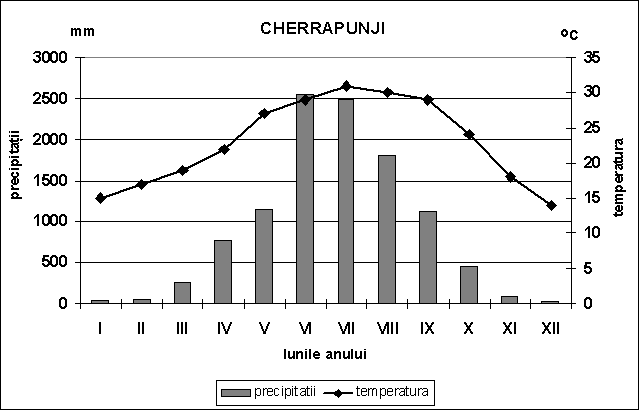 CHERRAPUNJI
mm
ºC
3000
2500
2000
1500
1000
500
0
precipitații
35
30
25
20
15
10
5
0
temperatura
I II III IV V VI VII VIII IX X XI XII
lunile anului
precipitatii temperatura